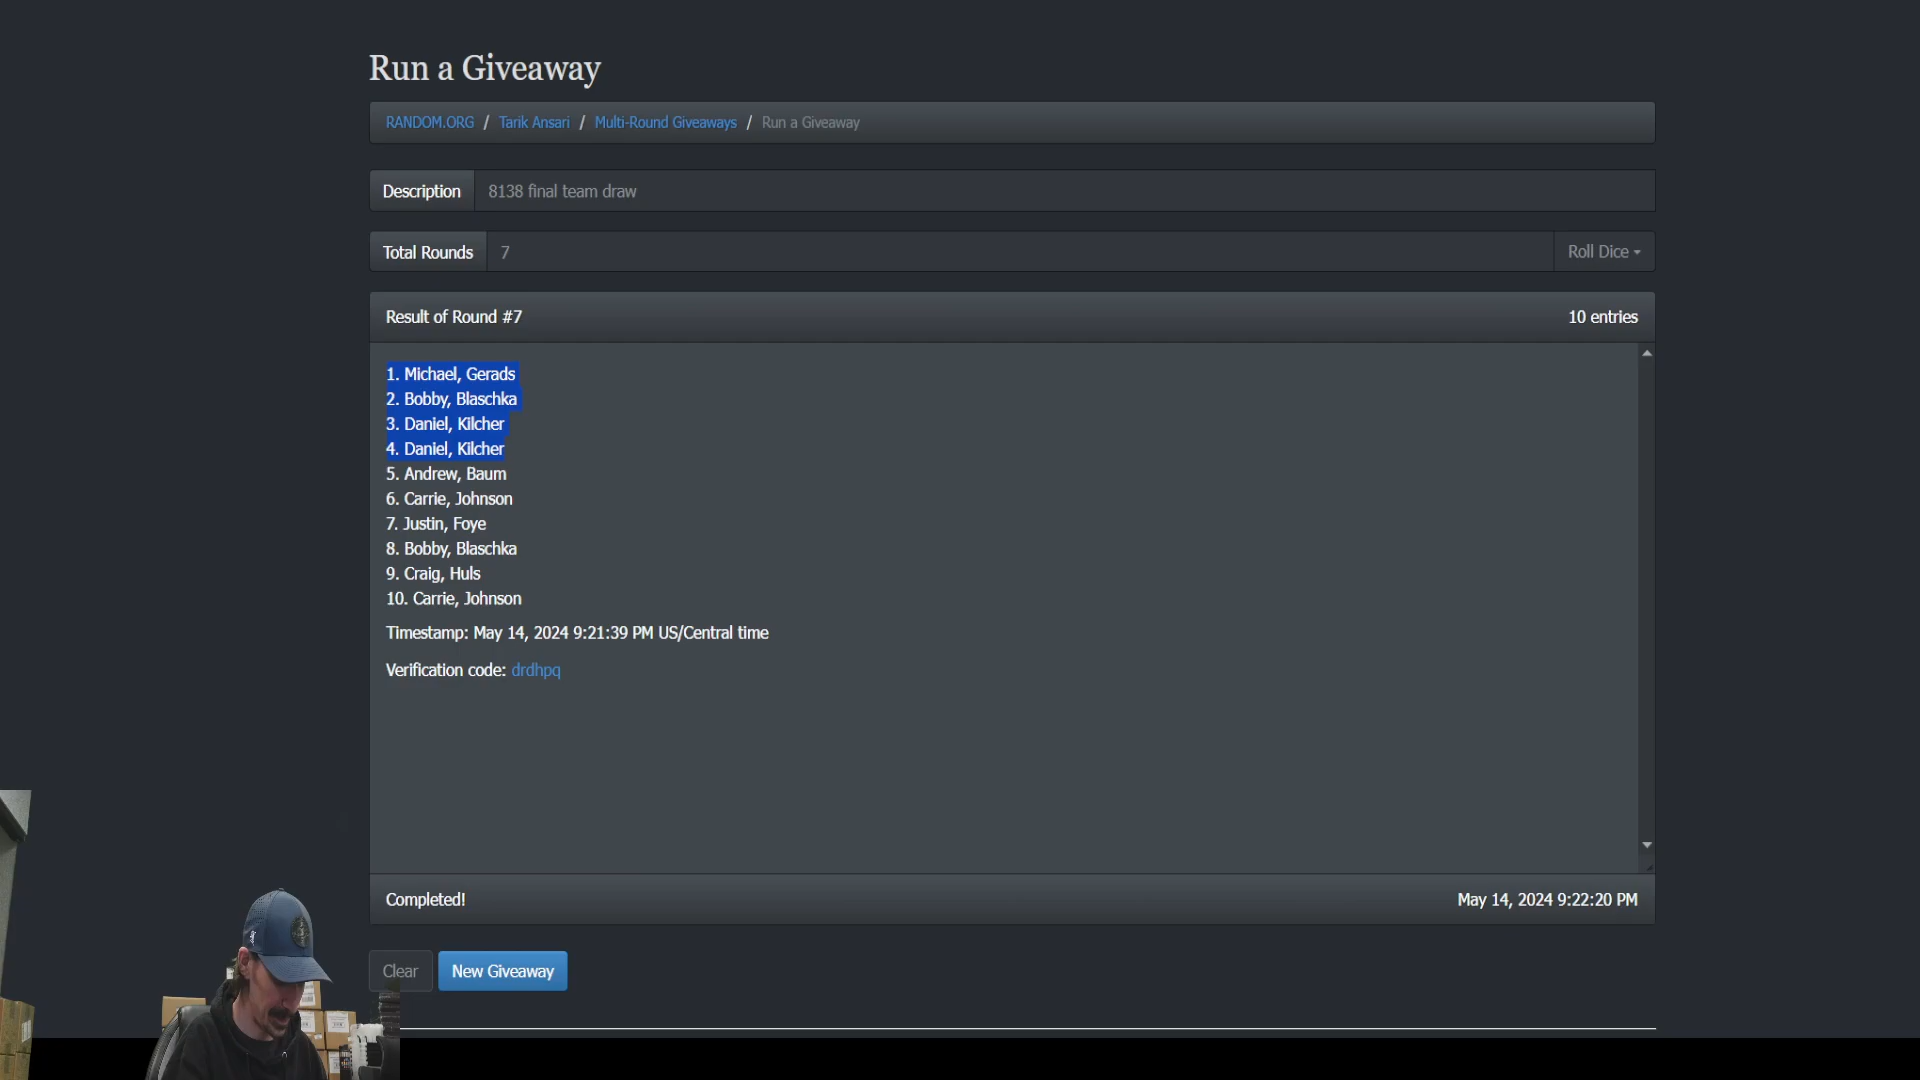 Run a Giveaway
RANDOM.ORG / Tarik Ansari / Multi-Round Giveaways / Run a Giveaway
Description 8138 final team draw
Total Rounds 7 Roll Dice
Result of Round #7 10 entries
1. Michael, Gerads
2. Bobby, Blaschka
3. Daniel, Kilcher
4. Daniel, Kilcher
5. Andrew, Baum
6. Carrie, Johnson
7. Justin, Foye
8. Bobby, Blaschka
9. Craig, Huls
10. Carrie, Johnson
Timestamp: May 14, 2024 9:21:39 PM US/Central time
Verification code: drdhpq
Completed! May 14, 2024 9:22:20 PM
Clear New Giveaway